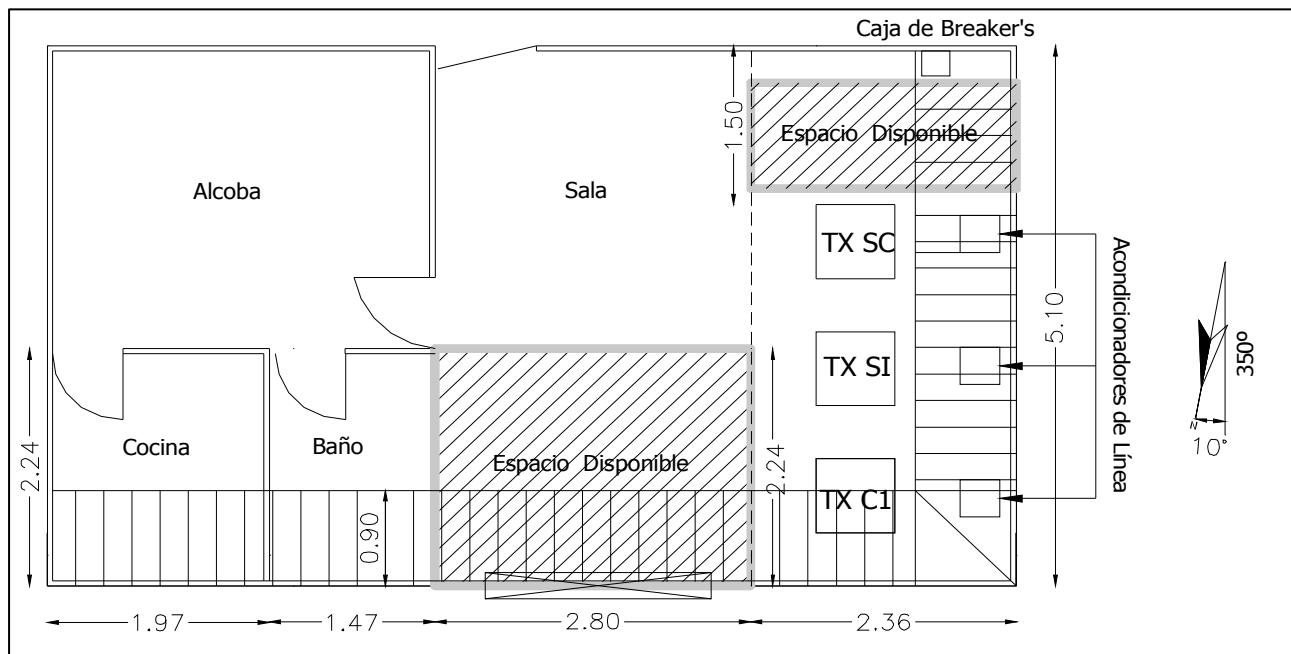 Caja de Breaker's
1.50
Espacio Disponible
Alcoba
Sala
TX SC
Acondicionadores de Línea
5.10
350º
TX SI
N
10°
Cocina
Baño
2.24
Espacio Disponible
2.24
TX C1
0.90
1.97
1.47
2.80
2.36